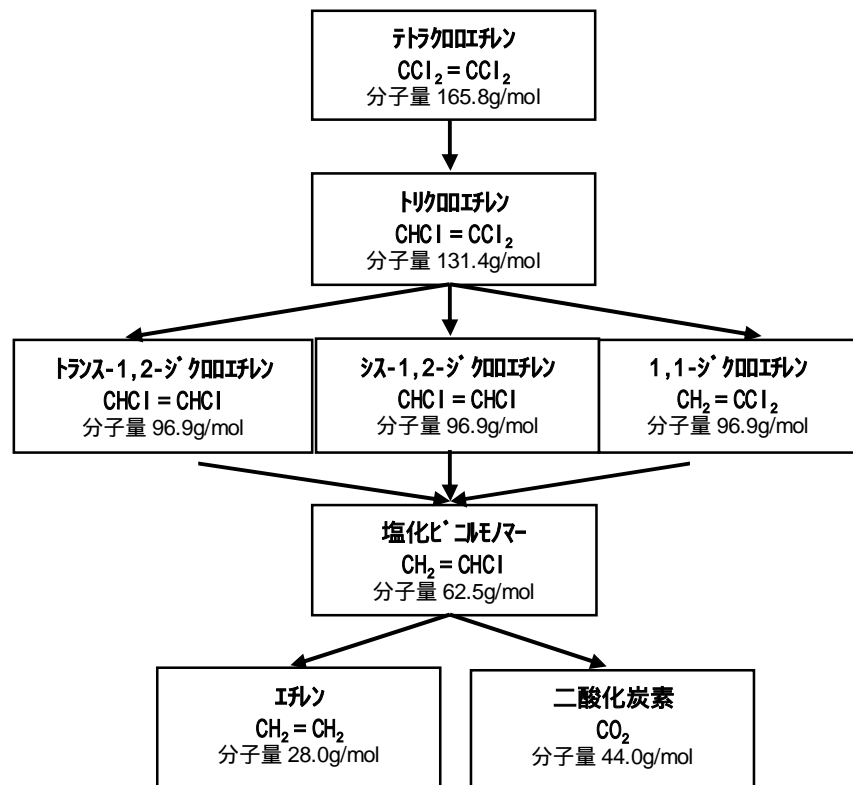 テトラクロロエチレン
CCl₂＝CCl₂
分子量 165.8g/mol
トリクロロエチレン
CHCl＝CCl₂
分子量 131.4g/mol
トランス-1,2-ジクロロエチレン
CHCl＝CHCl
分子量 96.9g/mol
シス-1,2-ジクロロエチレン
CHCl＝CHCl
分子量 96.9g/mol
1,1-ジクロロエチレン
CH₂＝CCl₂
分子量 96.9g/mol
塩化ビニルモノマー
CH₂＝CHCl
分子量 62.5g/mol
エチレン
CH₂＝CH₂
分子量 28.0g/mol
二酸化炭素
CO₂
分子量 44.0g/mol